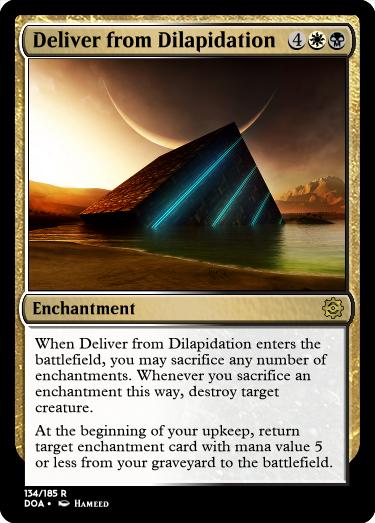 Deliver from Dilapidation 4
Enchantment
When Deliver from Dilapidation enters the
battlefield, you may sacrifice any number of
enchantments. Whenever you sacrifice an
enchantment this way, destroy target
creature.
At the beginning of your upkeep, return
target enchantment card with mana value 5
or less from your graveyard to the battlefield.
134/185 R
DOA • Hameed